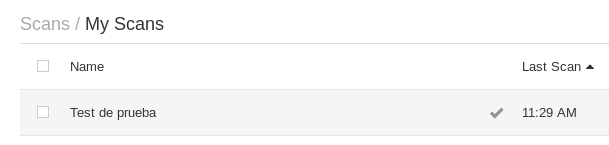 Scans / My Scans
Name Last Scan
Test de prueba 11:29 AM